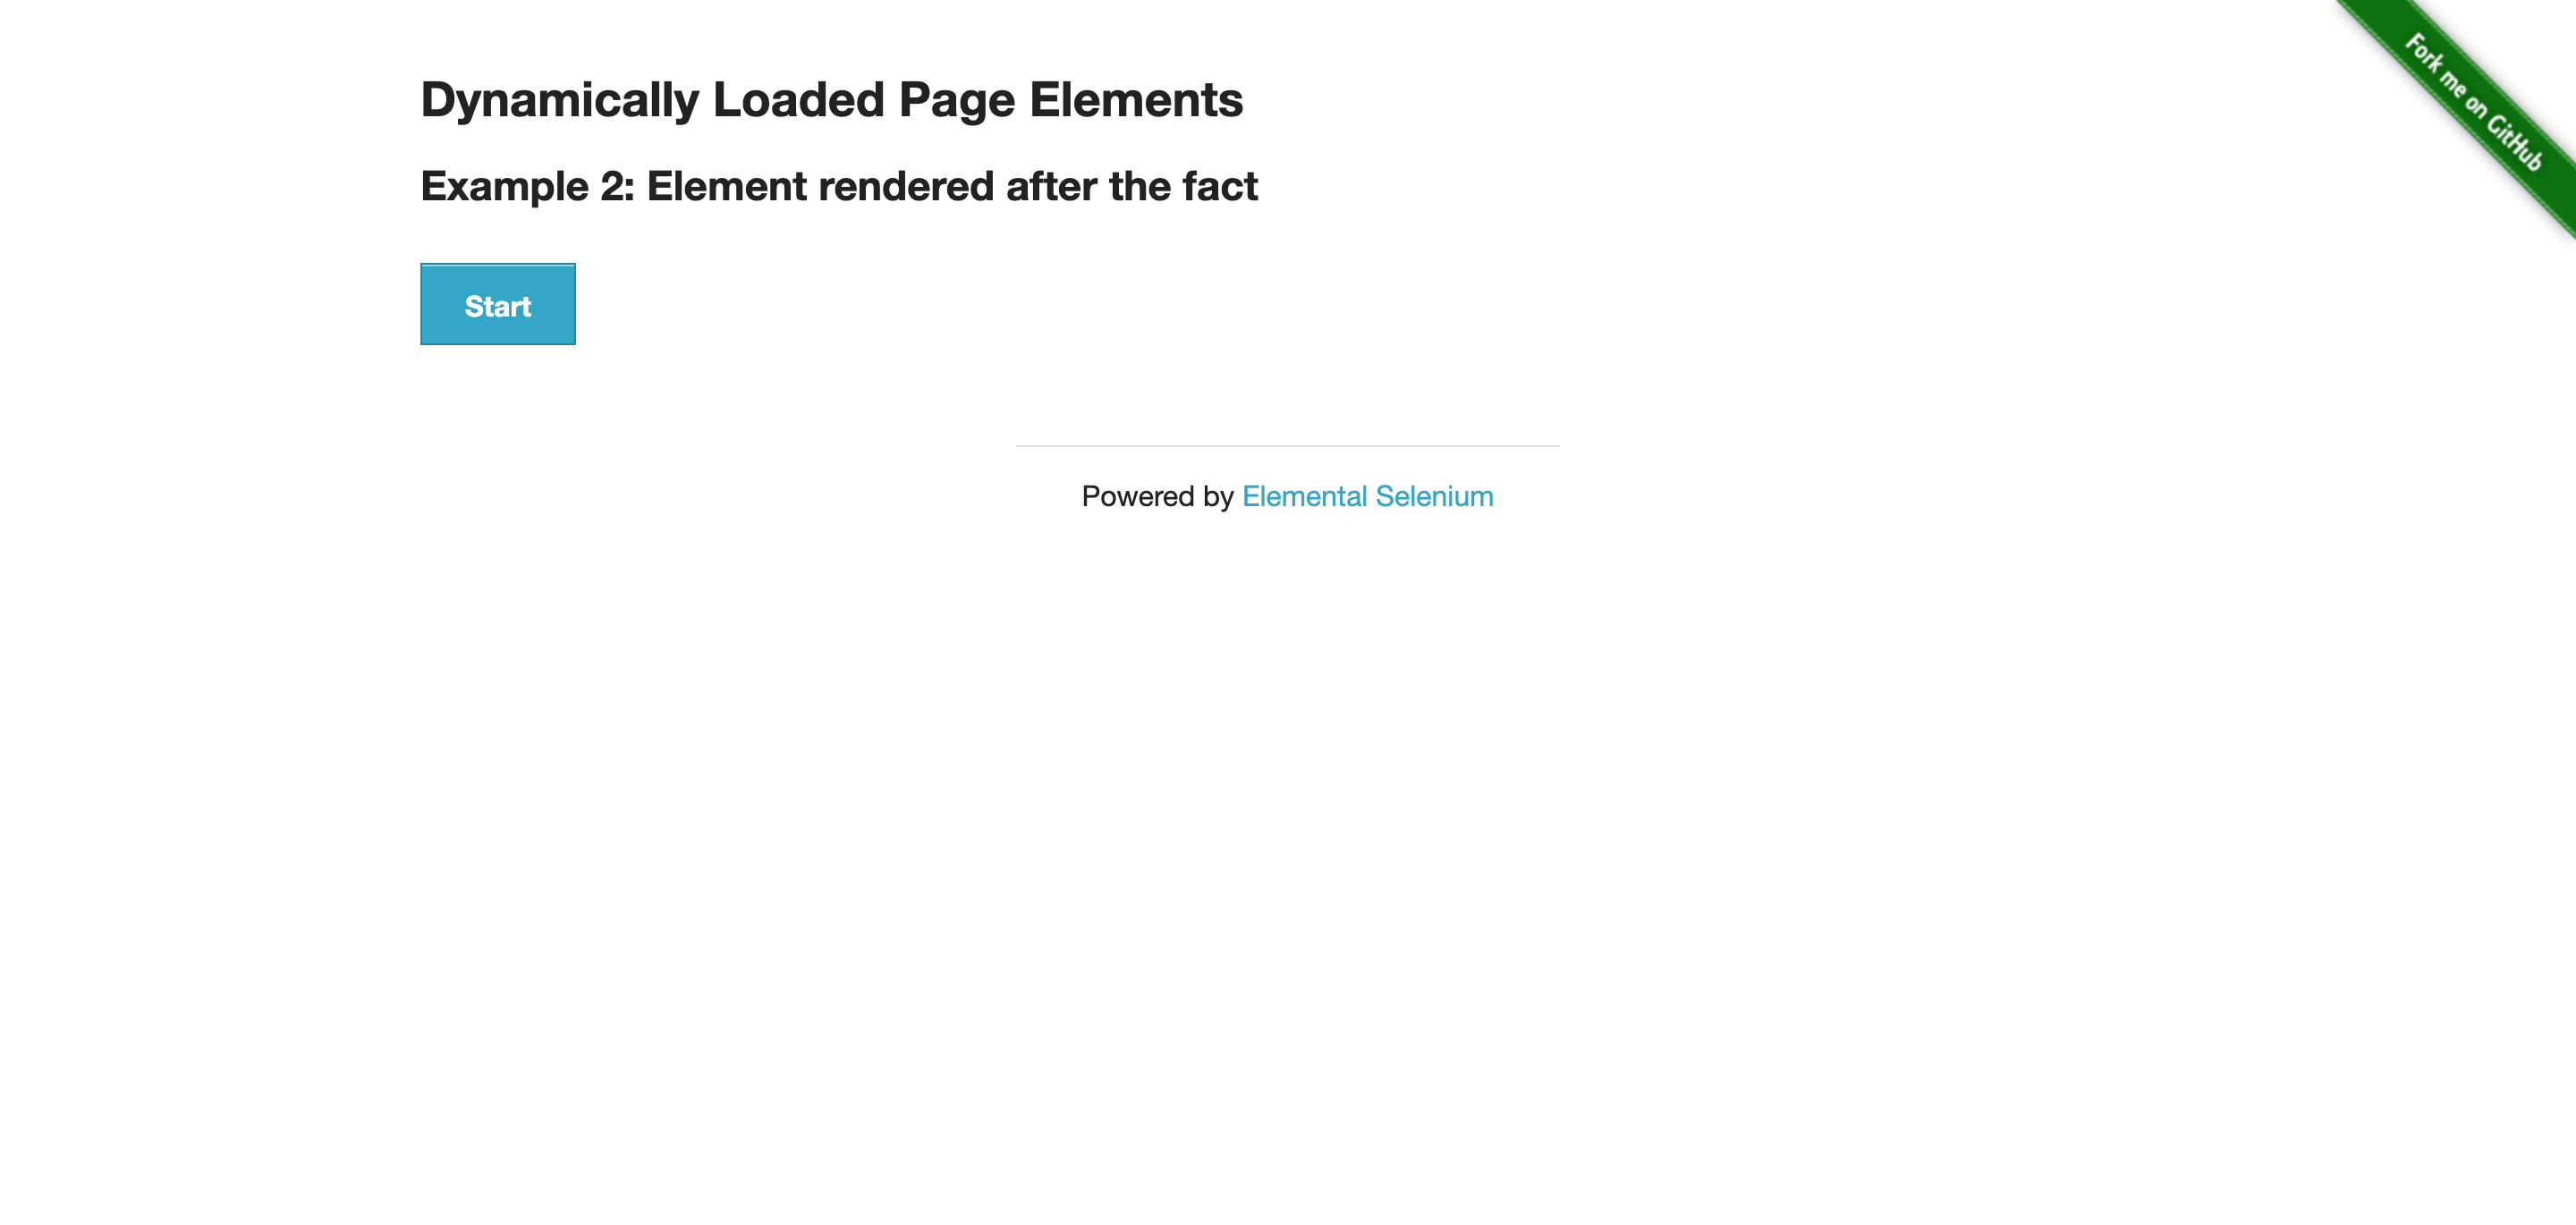 Dynamically Loaded Page Elements
Example 2: Element rendered after the fact
Start
Powered by Elemental Selenium
Fork me on GitHub